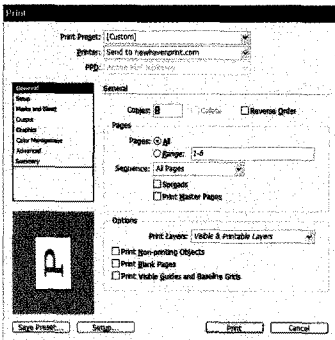 Print
Print Preset: [Custom]
Printer: Send to newhavenprint.com
PPD:
General
Setup
Marks and Bleed
Output
Graphics
Color Management
Advanced
Summary
General
Copies: Collate Reverse Order
Pages
Pages: All
Range: 1-6
Sequence: All Pages
Spreads
Print Master Pages
Options
Print Layers: Visible & Printable Layers
Print Non-printing Objects
Print Blank Pages
Print Visible Guides and Baseline Grids
P
Save Preset... Setup... Print Cancel